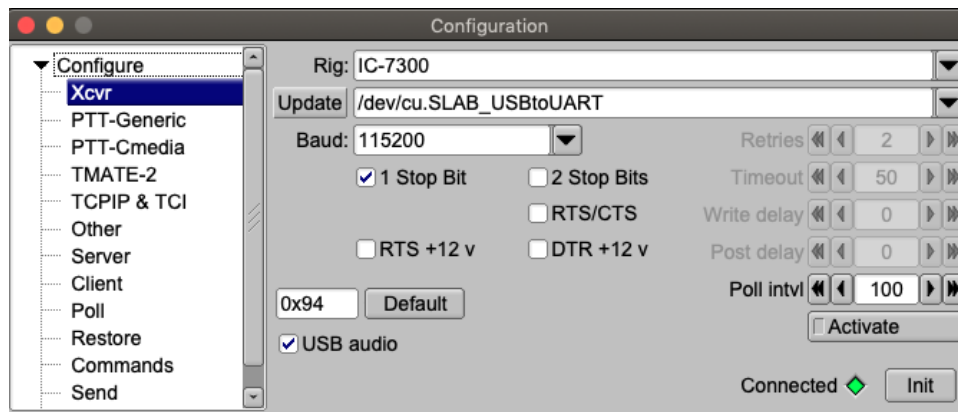 Configuration
Configure
Xcvr
PTT-Generic
PTT-Cmedia
TMATE-2
TCPIP & TCI
Other
Server
Client
Poll
Restore
Commands
Send
Rig: IC-7300
Update /dev/cu.SLAB_USBtoUART
Baud: 115200 Retries 2
1 Stop Bit 2 Stop Bits Timeout 50
RTS/CTS Write delay 0
RTS +12 v DTR +12 v Post delay 0
Poll intvl 100
0x94 Default
Activate
USB audio
Connected Init